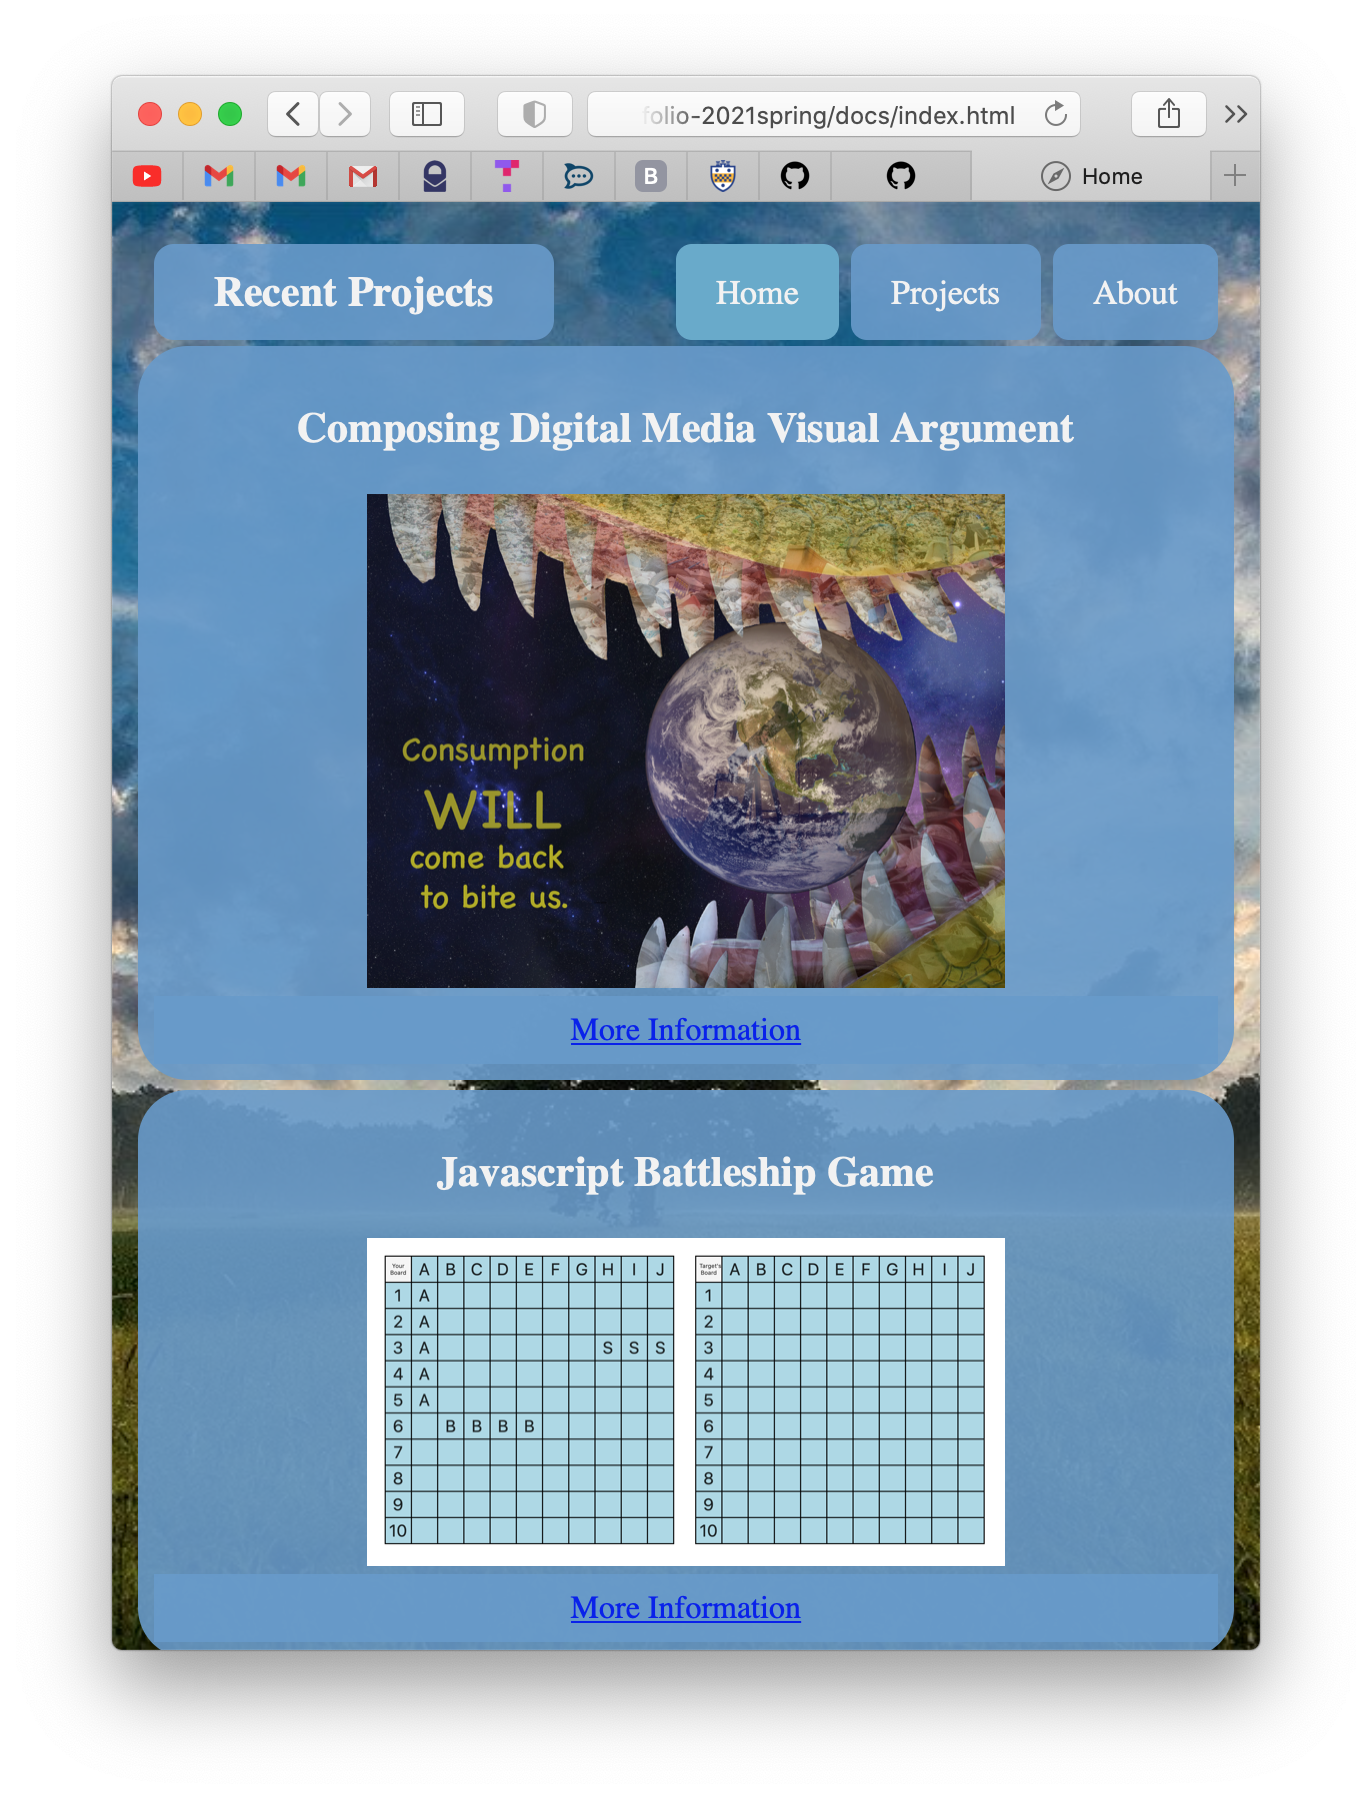 folio-2021spring/docs/index.html
B
Home
Recent Projects
Home
Projects
About
Composing Digital Media Visual Argument
Consumption
WILL
come back
to bite us.
More Information
Javascript Battleship Game
Your Board A B C D E F G H I J
1 A
2 A
3 A S S S
4 A
5 A
6 B B B B
7
8
9
10
Target's Board A B C D E F G H I J
1
2
3
4
5
6
7
8
9
10
More Information